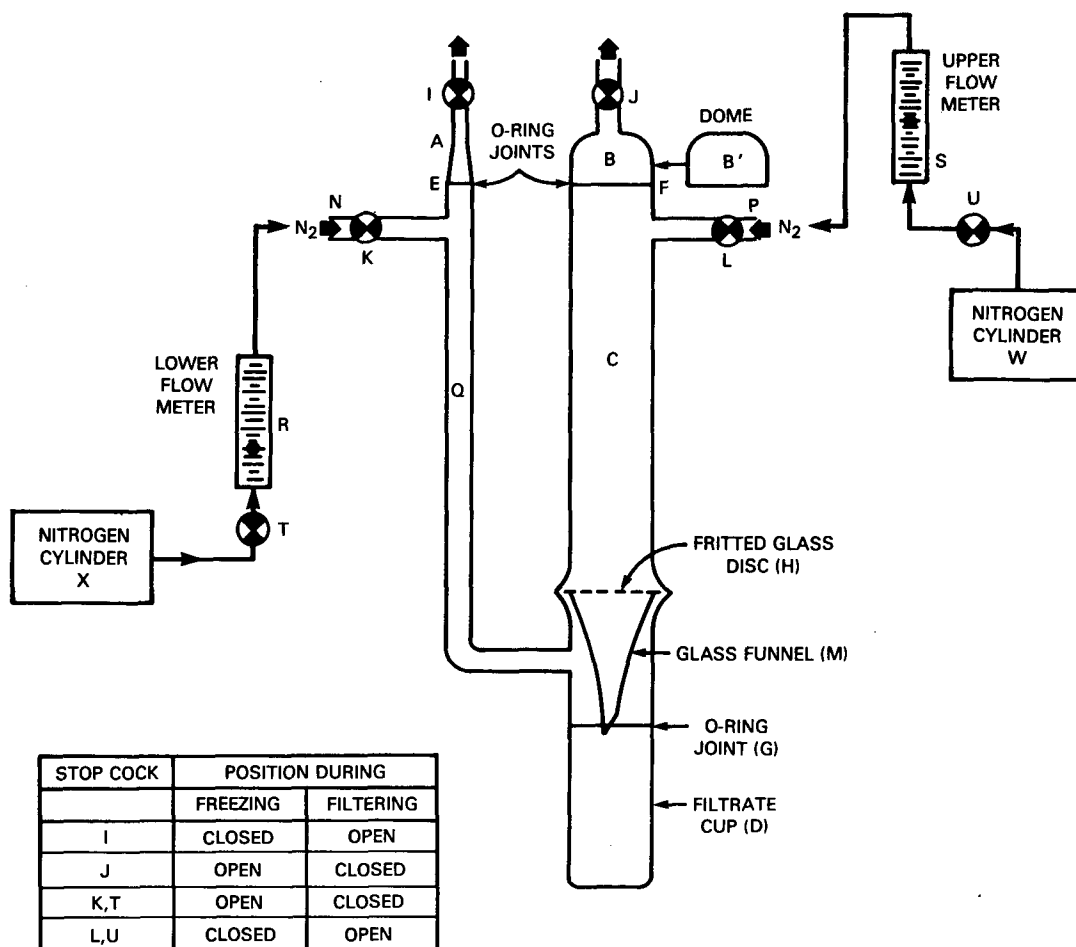 I
J
A
O-RING
JOINTS
DOME
B
B'
E
F
UPPER
FLOW
METER
S
N
P
U
N₂
N₂
K
L
NITROGEN
CYLINDER
W
C
LOWER
FLOW
METER
Q
R
T
NITROGEN
CYLINDER
X
FRITTED GLASS
DISC (H)
GLASS FUNNEL (M)
O-RING
JOINT (G)
FILTRATE
CUP (D)
STOP COCK POSITION DURING
FREEZING FILTERING
I CLOSED OPEN
J OPEN CLOSED
K,T OPEN CLOSED
L,U CLOSED OPEN